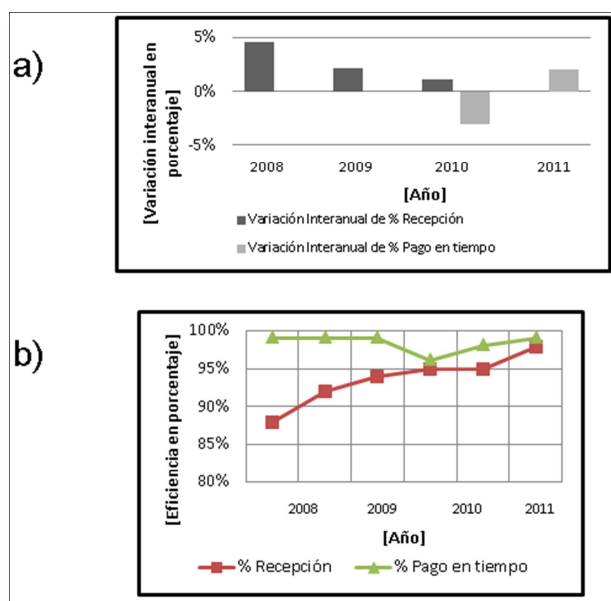 a)
5%
0%
-5%
[Variación interanual en
porcentaje]
2008 2009 2010 2011
[Año]
Variación Interanual de % Recepción
Variación Interanual de % Pago en tiempo
b)
100%
95%
90%
85%
80%
[Eficiencia en porcentaje]
2008 2009 2010 2011
[Año]
% Recepción % Pago en tiempo